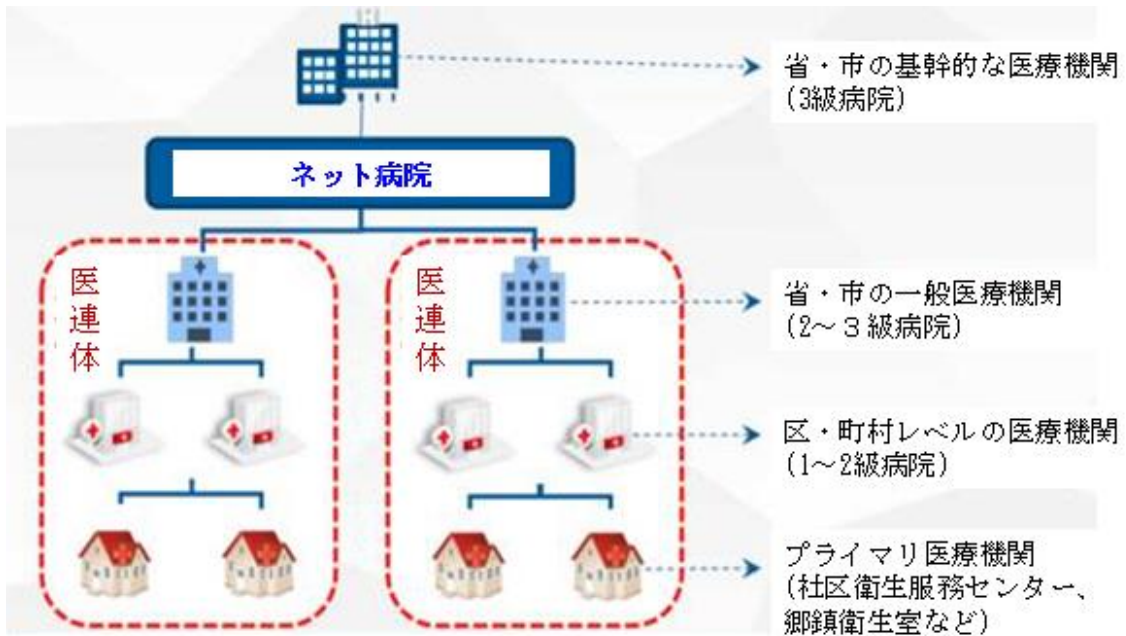 省・市の基幹的な医療機関
(3級病院)
ネット病院
医連体
医連体
省・市の一般医療機関
(2～３級病院)
区・町村レベルの医療機関
(1～2級病院)
プライマリ医療機関
(社区衛生服務センター、
郷鎮衛生室など)